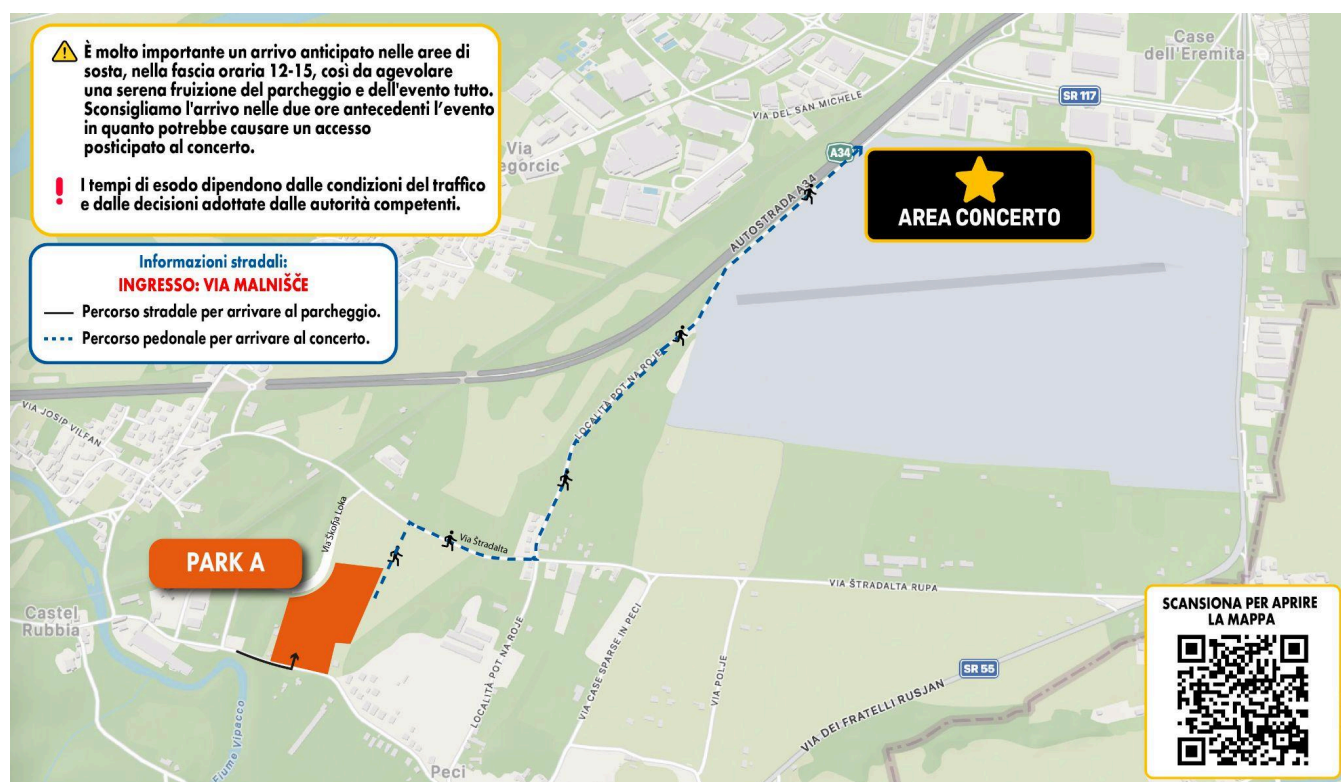 È molto importante un arrivo anticipato nelle aree di
sosta, nella fascia oraria 12-15, così da agevolare
una serena fruizione del parcheggio e dell'evento tutto.
Sconsigliamo l'arrivo nelle due ore antecedenti l'evento
in quanto potrebbe causare un accesso
posticipato al concerto.
I tempi di esodo dipendono dalle condizioni del traffico
e dalle decisioni adottate dalle autorità competenti.
Informazioni stradali:
INGRESSO: VIA MALNIŠČE
Percorso stradale per arrivare al parcheggio.
Percorso pedonale per arrivare al concerto.
Case
dell'Eremita
SR 117
VIA DEL SAN MICHELE
Via
egorcic
A34
AUTOSTRADA A34
AREA CONCERTO
LOCALITÀ POT NA ROJE
VIA JOSIP VILFAN
Via Škofja Loka
Via Štradalta
PARK A
VIA ŠTRADALTA RUPA
Castel
Rubbia
LOCALITÀ POT NA ROJE
VIA CASE SPARSE IN PECI
VIA POLJE
SR 55
VIA DEI FRATELLI RUSJAN
Fiume Vipacco
Peci
SCANSIONA PER APRIRE
LA MAPPA